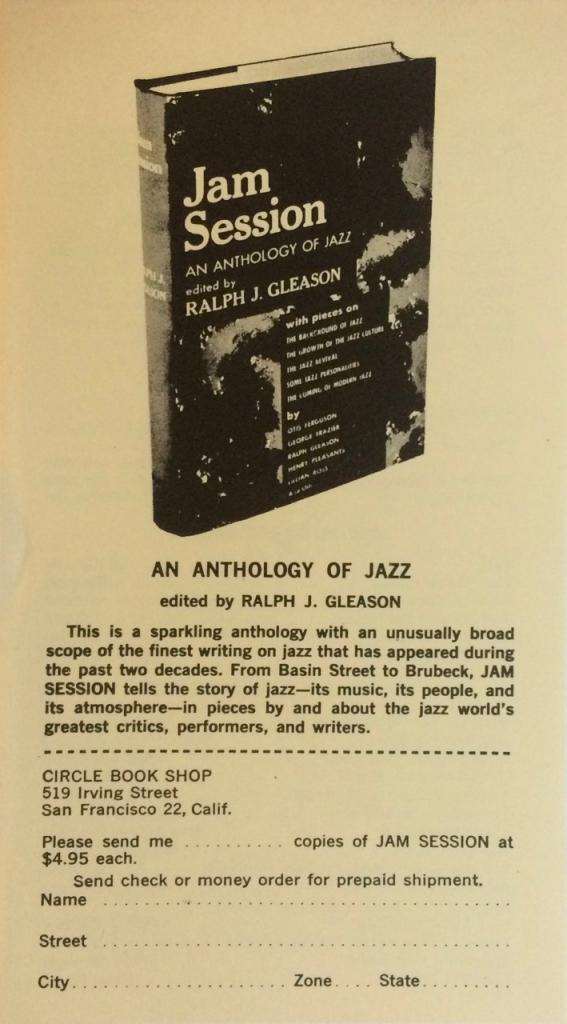 Jam
Session
AN ANTHOLOGY OF JAZZ
edited by
RALPH J. GLEASON
with pieces on
THE BACKGROUND OF JAZZ
THE GROWTH OF THE JAZZ CULTURE
THE JAZZ REVIVAL
SOME JAZZ PERSONALITIES
THE COMING OF MODERN JAZZ
by
OTIS FERGUSON
GEORGE FRAZIER
RALPH GLEASON
HENRY PLEASANTS
LILLIAN ROSS
AN ANTHOLOGY OF JAZZ
edited by RALPH J. GLEASON
This is a sparkling anthology with an unusually broad
scope of the finest writing on jazz that has appeared during
the past two decades. From Basin Street to Brubeck, JAM
SESSION tells the story of jazz—its music, its people, and
its atmosphere—in pieces by and about the jazz world's
greatest critics, performers, and writers.
CIRCLE BOOK SHOP
519 Irving Street
San Francisco 22, Calif.
Please send me .......... copies of JAM SESSION at
$4.95 each.
Send check or money order for prepaid shipment.
Name ........................................
Street ........................................
City...................... Zone.... State.........